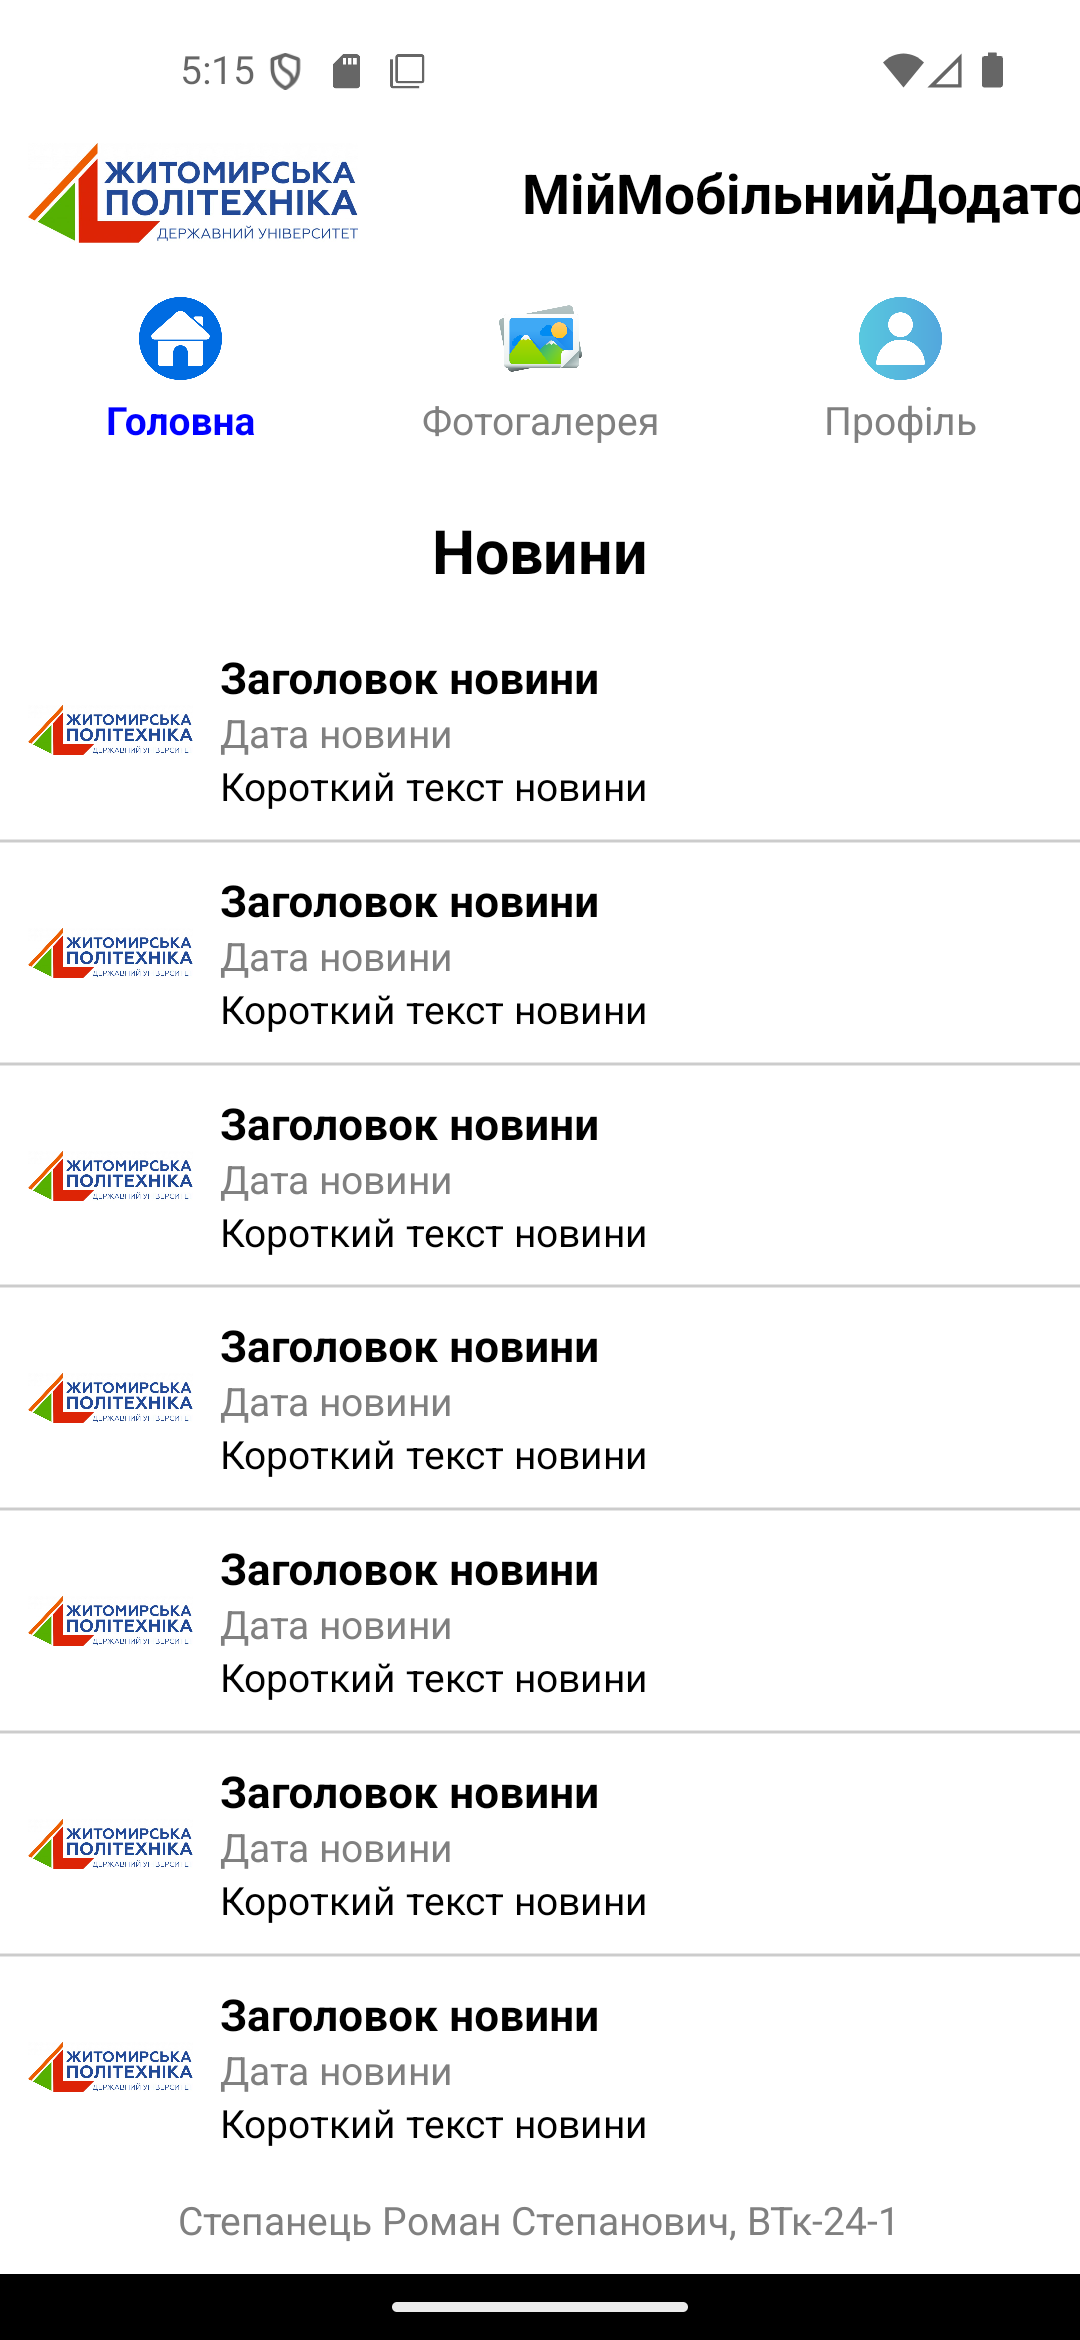 5:15
ЖИТОМИРСЬКА
ПОЛІТЕХНІКА
ДЕРЖАВНИЙ УНІВЕРСИТЕТ
МійМобільнийДодато
Головна
Фотогалерея
Профіль
Новини
ЖИТОМИРСЬКА
ПОЛІТЕХНІКА
Заголовок новини
Дата новини
Короткий текст новини
ЖИТОМИРСЬКА
ПОЛІТЕХНІКА
Заголовок новини
Дата новини
Короткий текст новини
ЖИТОМИРСЬКА
ПОЛІТЕХНІКА
Заголовок новини
Дата новини
Короткий текст новини
ЖИТОМИРСЬКА
ПОЛІТЕХНІКА
Заголовок новини
Дата новини
Короткий текст новини
ЖИТОМИРСЬКА
ПОЛІТЕХНІКА
Заголовок новини
Дата новини
Короткий текст новини
ЖИТОМИРСЬКА
ПОЛІТЕХНІКА
Заголовок новини
Дата новини
Короткий текст новини
ЖИТОМИРСЬКА
ПОЛІТЕХНІКА
Заголовок новини
Дата новини
Короткий текст новини
Степанець Роман Степанович, ВТк-24-1